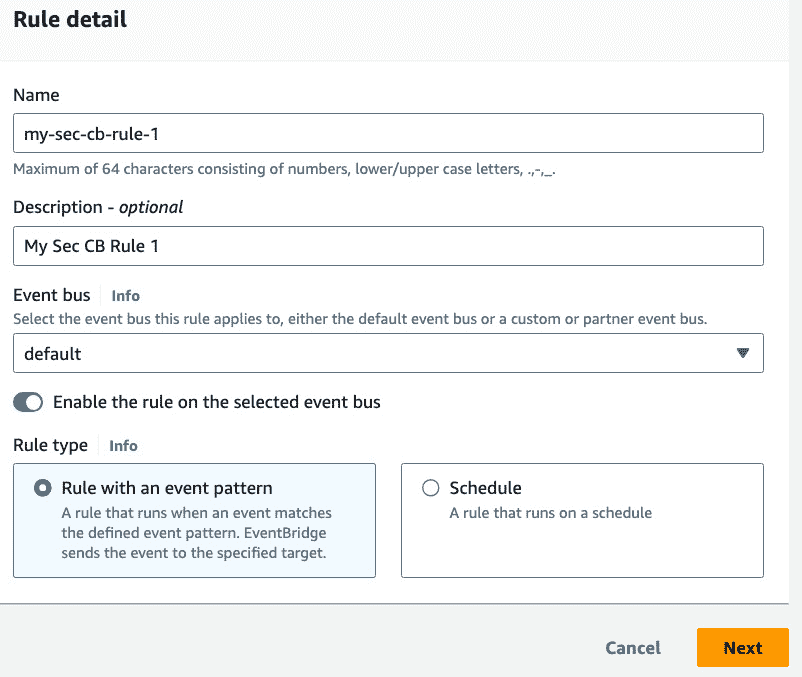 Rule detail
Name
my-sec-cb-rule-1
Maximum of 64 characters consisting of numbers, lower/upper case letters, .,-,_.
Description - optional
My Sec CB Rule 1
Event bus Info
Select the event bus this rule applies to, either the default event bus or a custom or partner event bus.
default
Enable the rule on the selected event bus
Rule type Info
Rule with an event pattern
A rule that runs when an event matches
the defined event pattern. EventBridge
sends the event to the specified target.
Schedule
A rule that runs on a schedule
Cancel Next